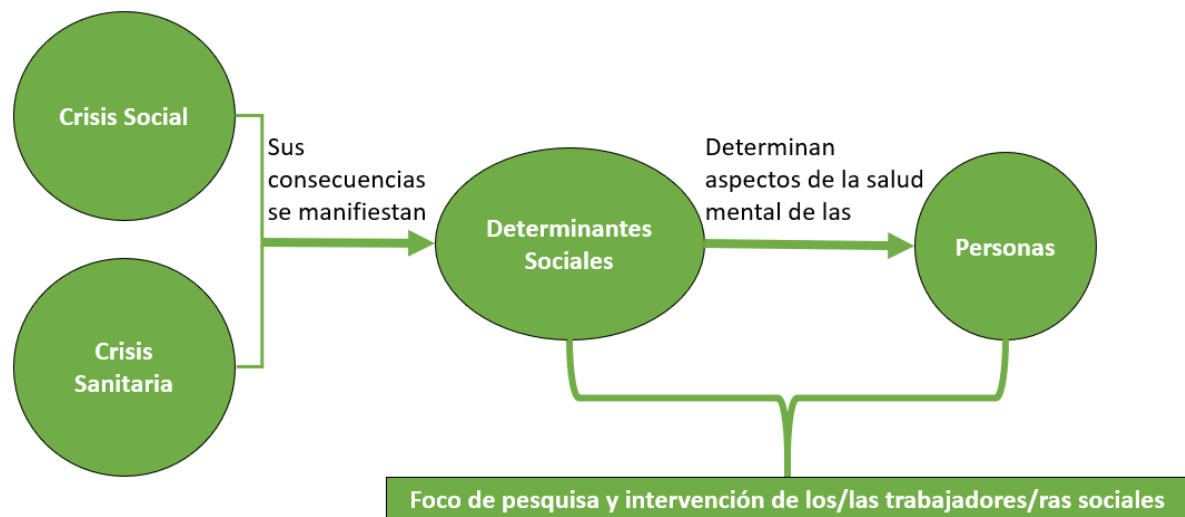 Crisis Social
Sus
consecuencias
se manifiestan
Determinan
aspectos de la salud
mental de las
Determinantes
Sociales
Personas
Crisis
Sanitaria
Foco de pesquisa y intervención de los/las trabajadores/ras sociales